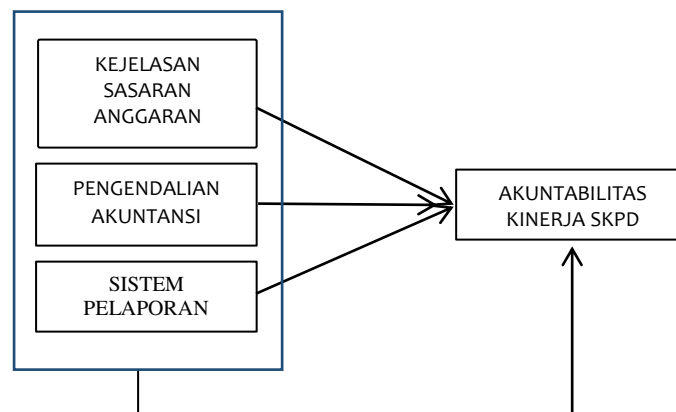 KEJELASAN
SASARAN
ANGGARAN
PENGENDALIAN
AKUNTANSI
SISTEM
PELAPORAN
AKUNTABILITAS
KINERJA SKPD